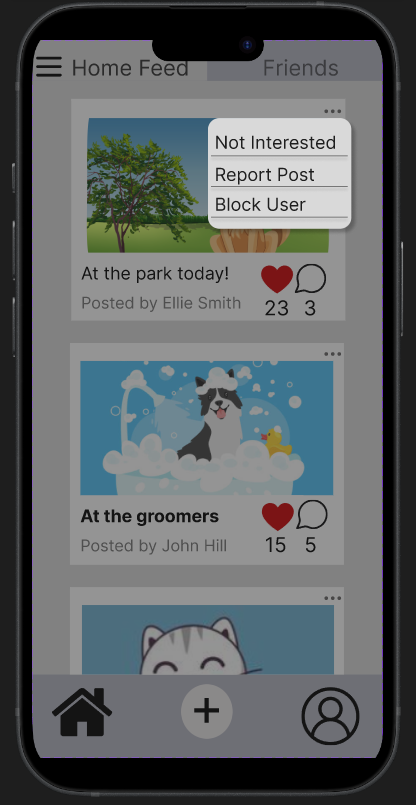 Home Feed
Friends
Not Interested
Report Post
Block User
At the park today!
Posted by Ellie Smith
23
3
At the groomers
Posted by John Hill
15
5